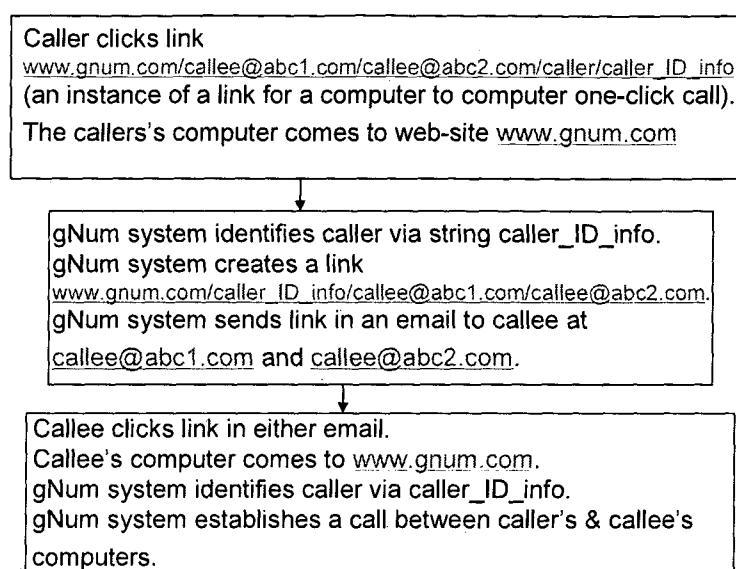 Caller clicks link
www.gnum.com/callee@abc1.com/callee@abc2.com/caller/caller_ID_info
(an instance of a link for a computer to computer one-click call).
The callers's computer comes to web-site www.gnum.com
gNum system identifies caller via string caller_ID_info.
gNum system creates a link
www.gnum.com/caller_ID_info/callee@abc1.com/callee@abc2.com.
gNum system sends link in an email to callee at
callee@abc1.com and callee@abc2.com.
Callee clicks link in either email.
Callee's computer comes to www.gnum.com.
gNum system identifies caller via caller_ID_info.
gNum system establishes a call between caller's & callee's
computers.